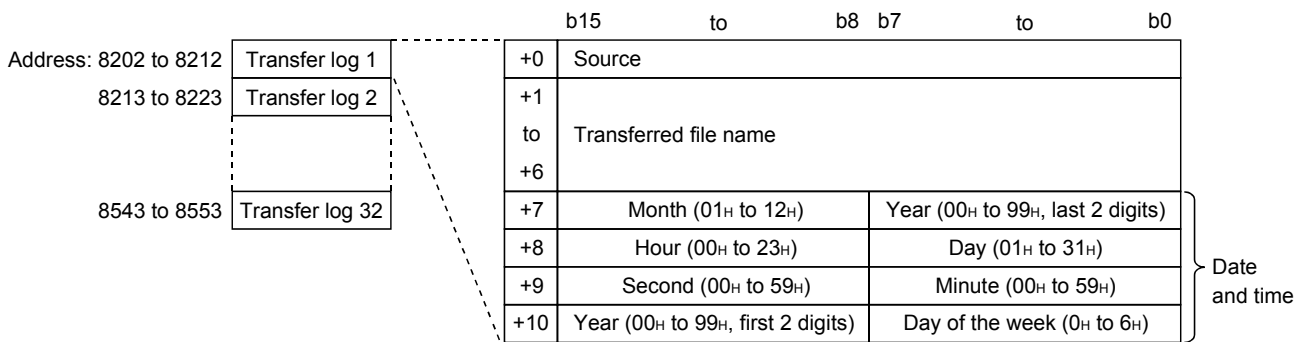 b15 to b8 b7 to b0
Address: 8202 to 8212 Transfer log 1 +0 Source
8213 to 8223 Transfer log 2 +1
to Transferred file name
+6
8543 to 8553 Transfer log 32 +7 Month (01H to 12H) Year (00H to 99H, last 2 digits)
+8 Hour (00H to 23H) Day (01H to 31H)
+9 Second (00H to 59H) Minute (00H to 59H)
+10 Year (00H to 99H, first 2 digits) Day of the week (0H to 6H)
Date
and time